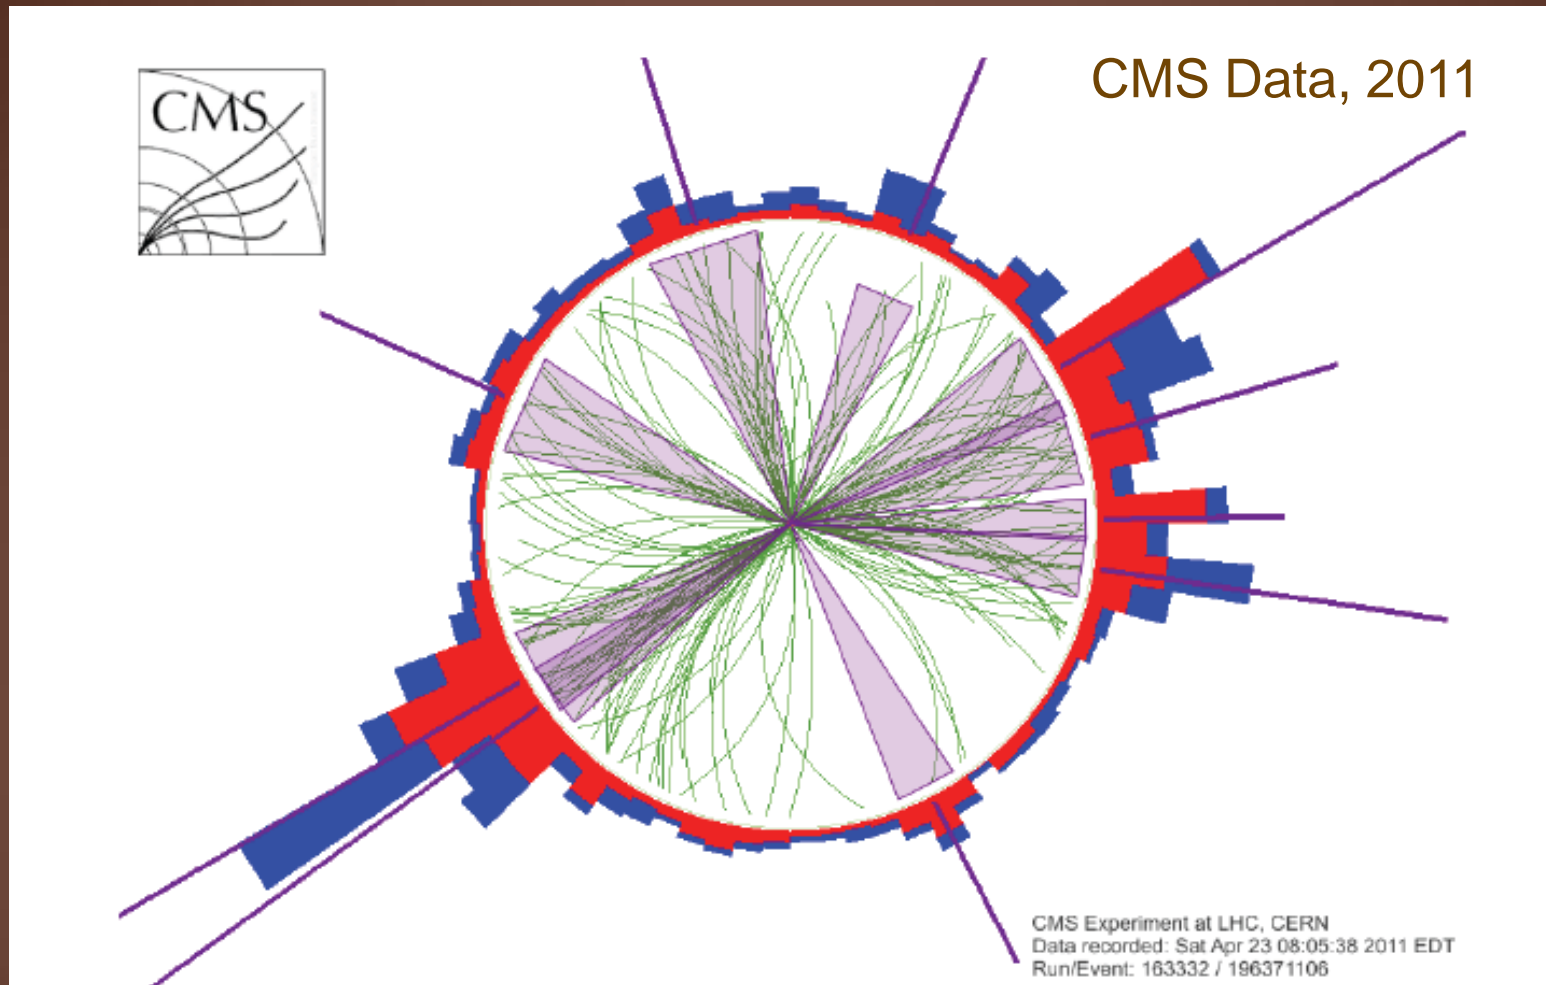 CMS
CMS Data, 2011
CMS Experiment at LHC, CERN
Data recorded: Sat Apr 23 08:05:38 2011 EDT
Run/Event: 163332 / 196371106